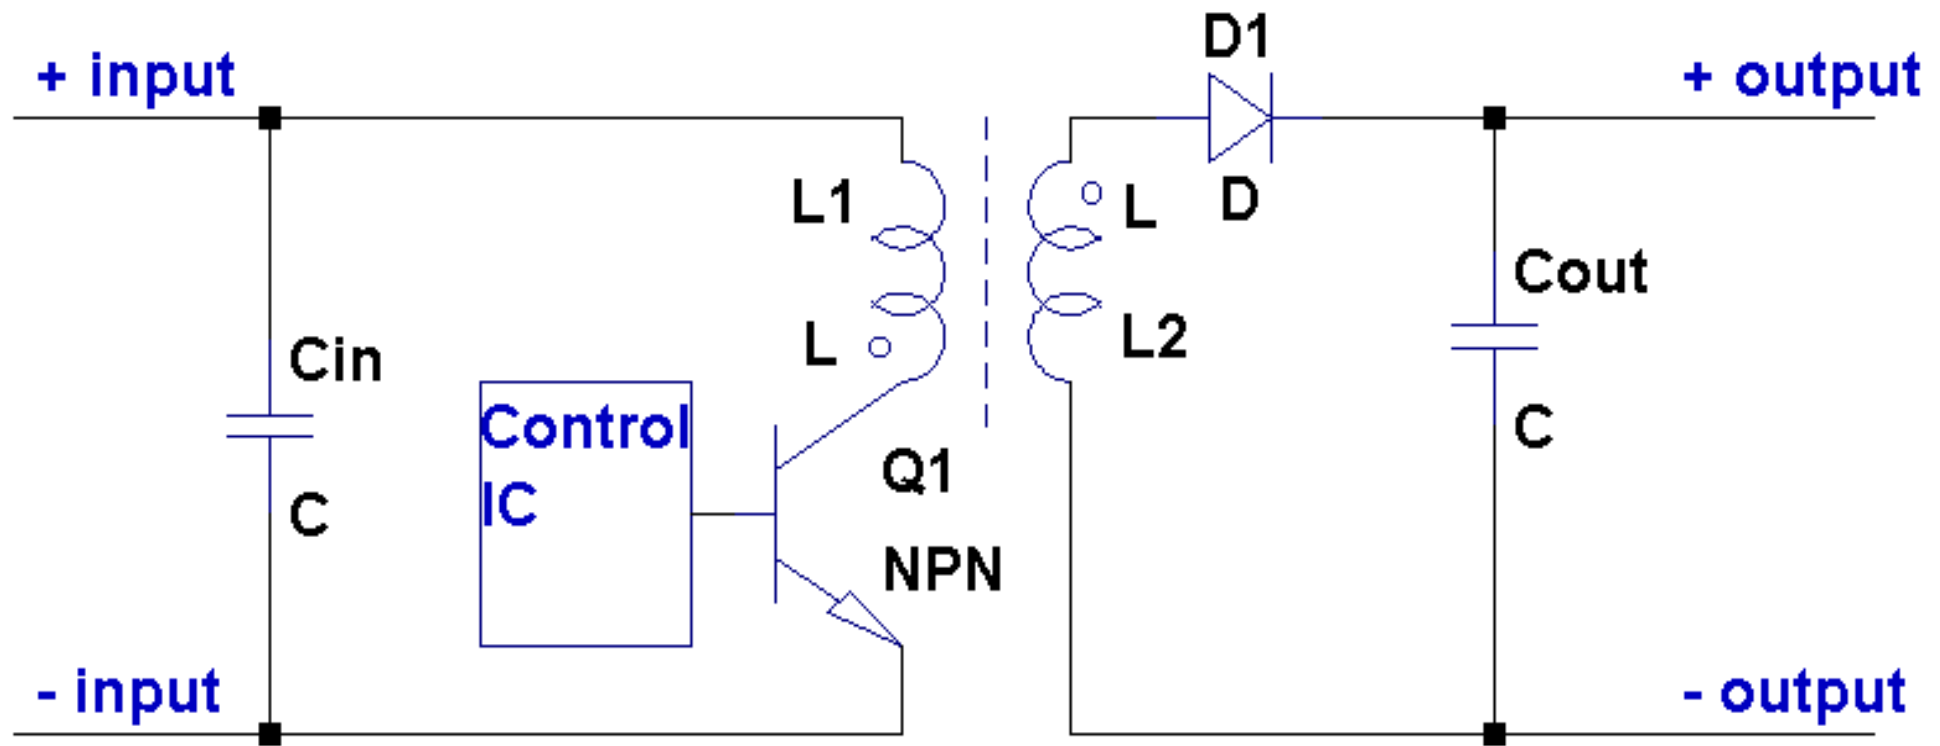 D1
+ input
+ output
L1
L
D
Cout
L
L2
Cin
Control
IC
C
Q1
C
NPN
- input
- output